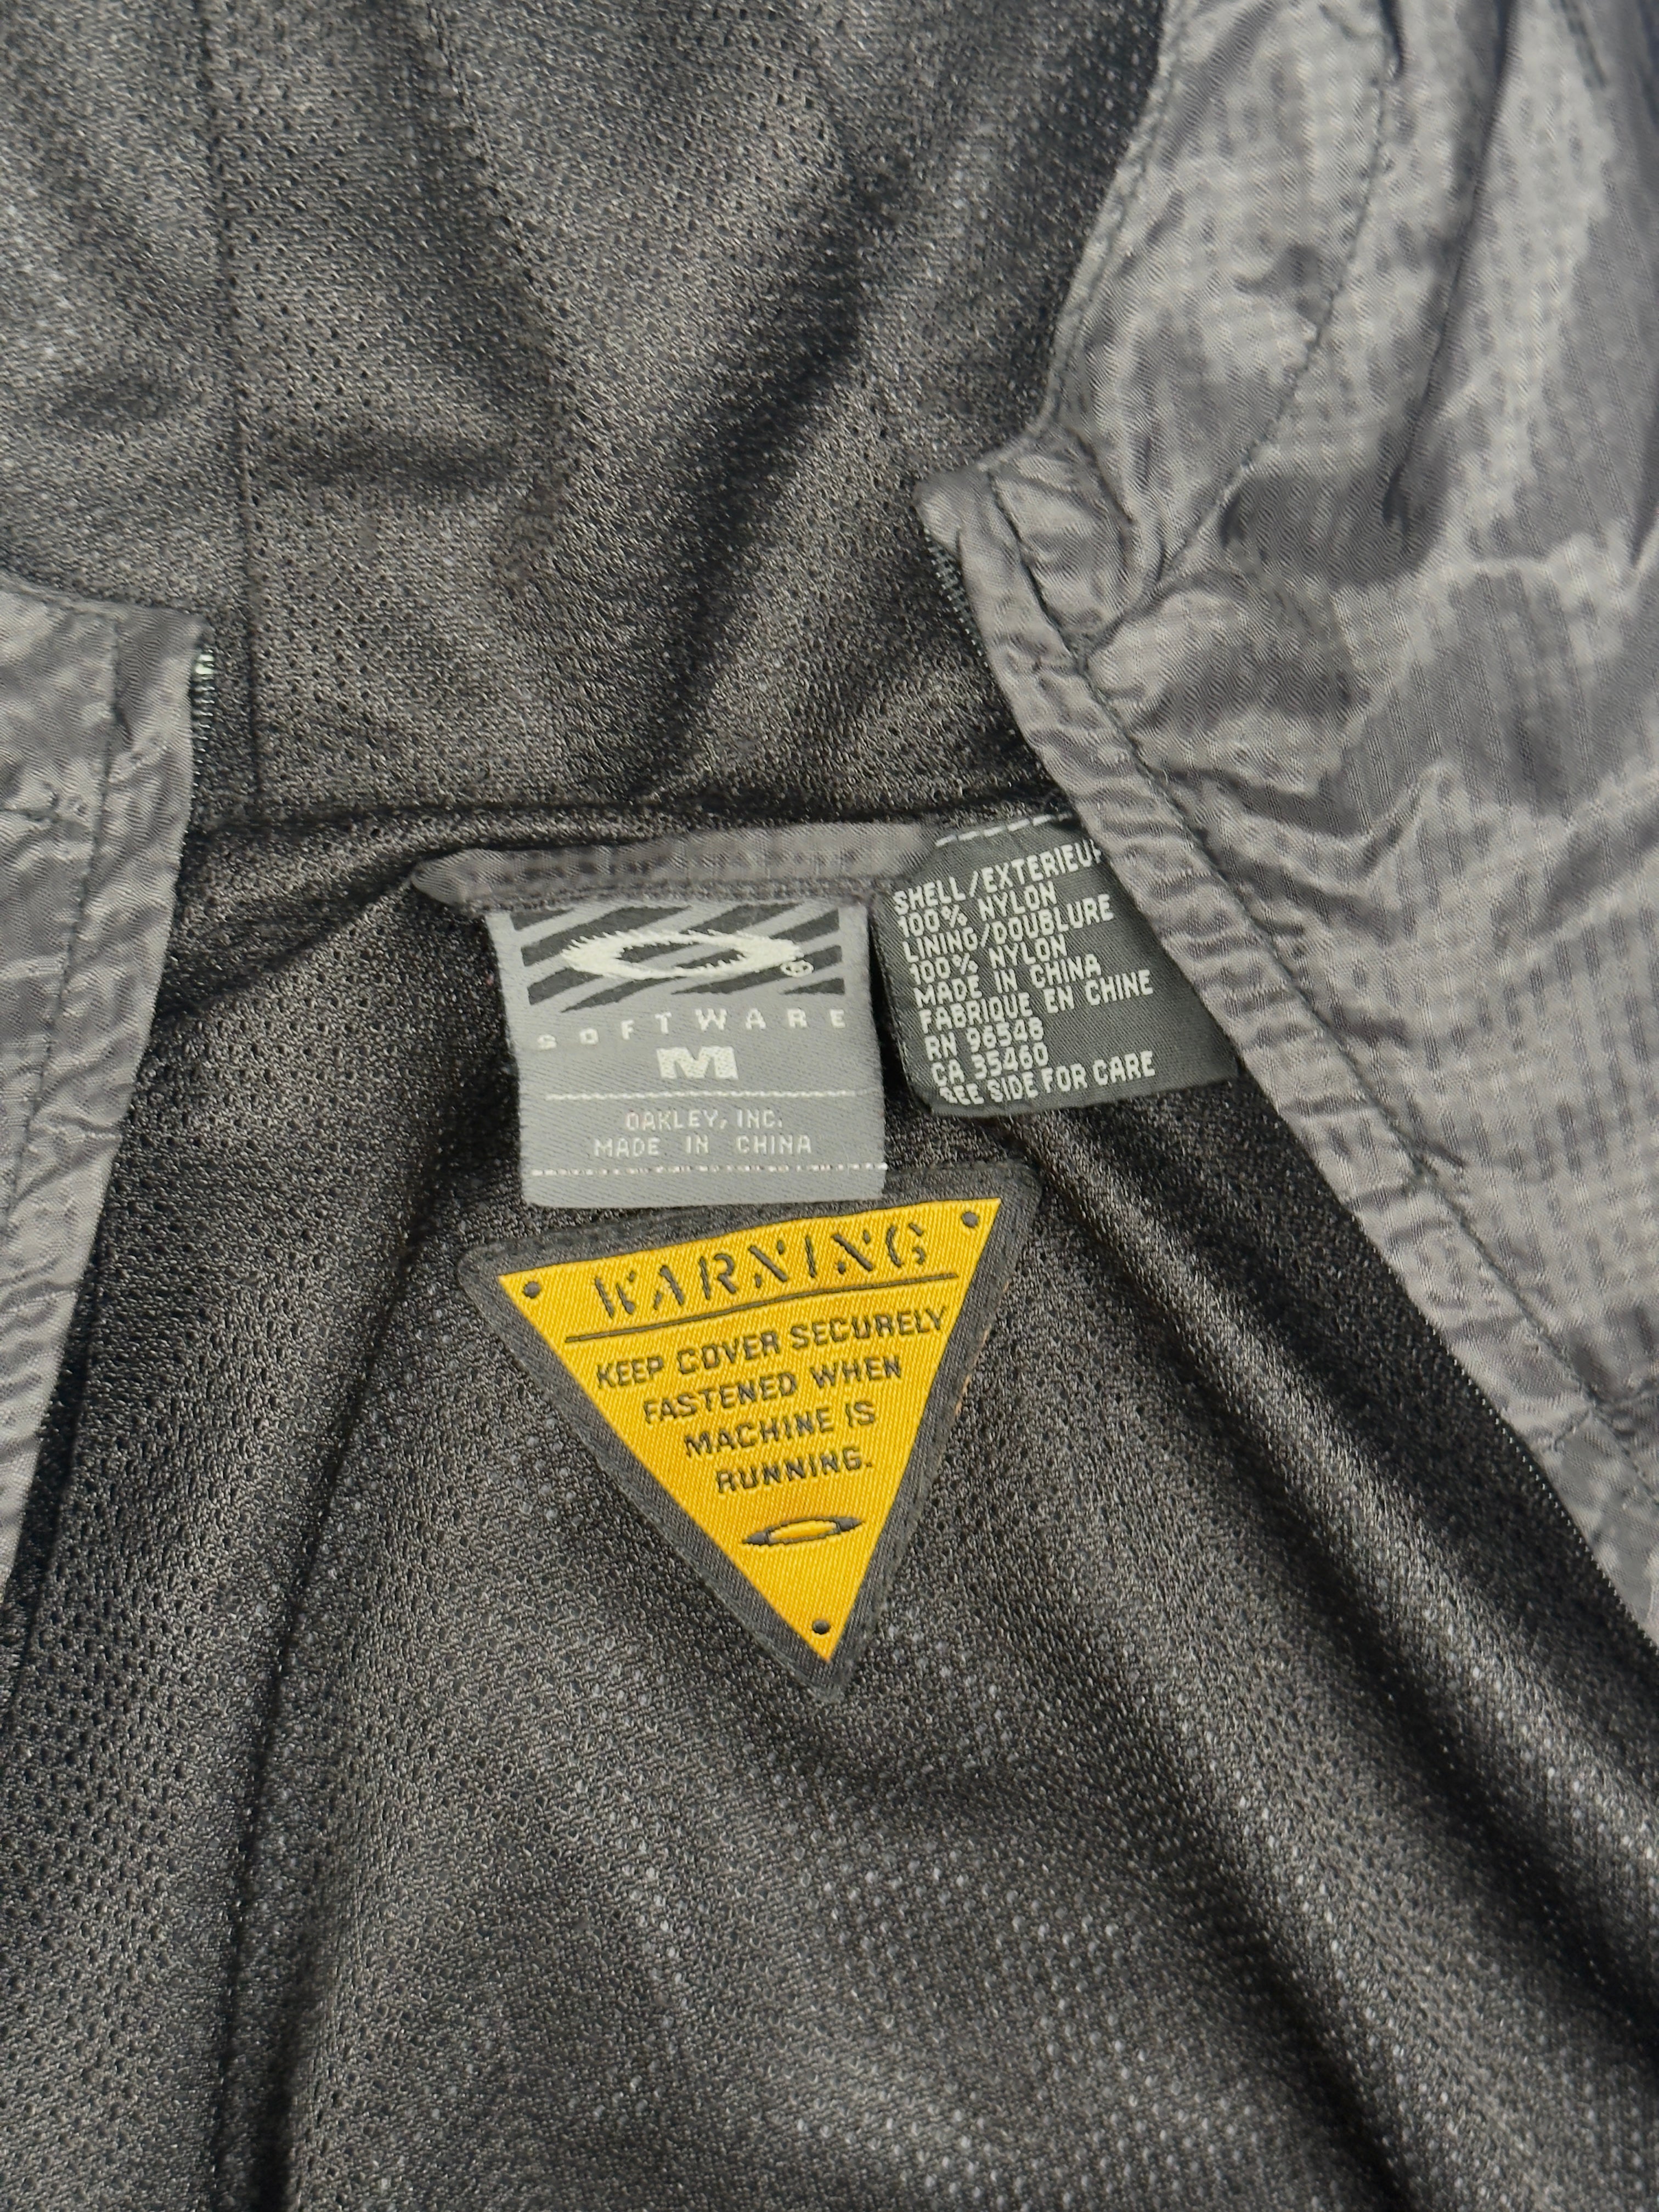 SOFTWARE
M
OAKLEY, INC.
MADE IN CHINA
SHELL/EXTERIEUR
100% NYLON
LINING/DOUBLURE
100% NYLON
MADE IN CHINA
FABRIQUE EN CHINE
RN 96548
CA 35460
SEE SIDE FOR CARE
WARNING
KEEP COVER SECURELY
FASTENED WHEN
MACHINE IS
RUNNING.